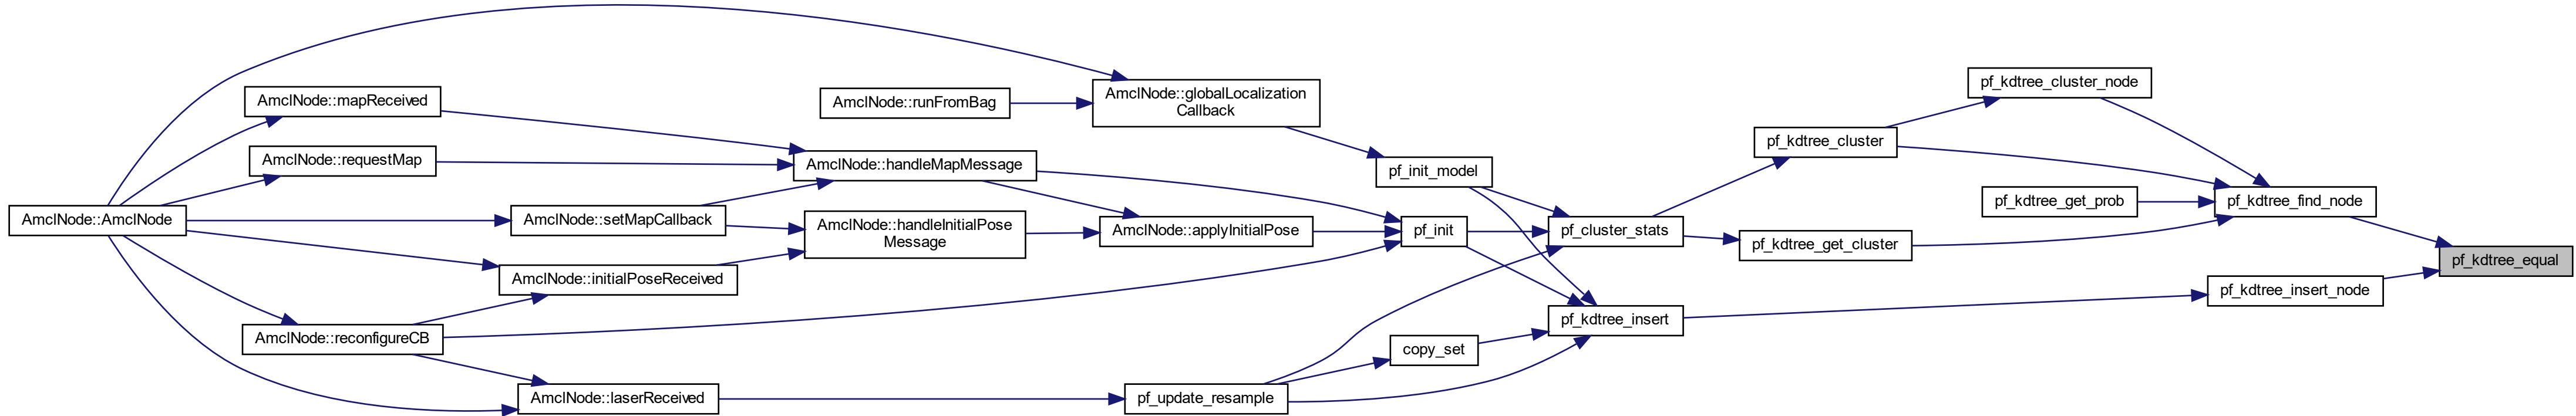 AmclNode::AmclNode
AmclNode::mapReceived
AmclNode::requestMap
AmclNode::reconfigureCB
AmclNode::setMapCallback
AmclNode::initialPoseReceived
AmclNode::laserReceived
AmclNode::runFromBag
AmclNode::handleMapMessage
AmclNode::handleInitialPose
Message
AmclNode::globalLocalization
Callback
AmclNode::applyInitialPose
pf_update_resample
pf_init_model
pf_init
copy_set
pf_cluster_stats
pf_kdtree_insert
pf_kdtree_cluster
pf_kdtree_get_cluster
pf_kdtree_cluster_node
pf_kdtree_get_prob
pf_kdtree_find_node
pf_kdtree_insert_node
pf_kdtree_equal